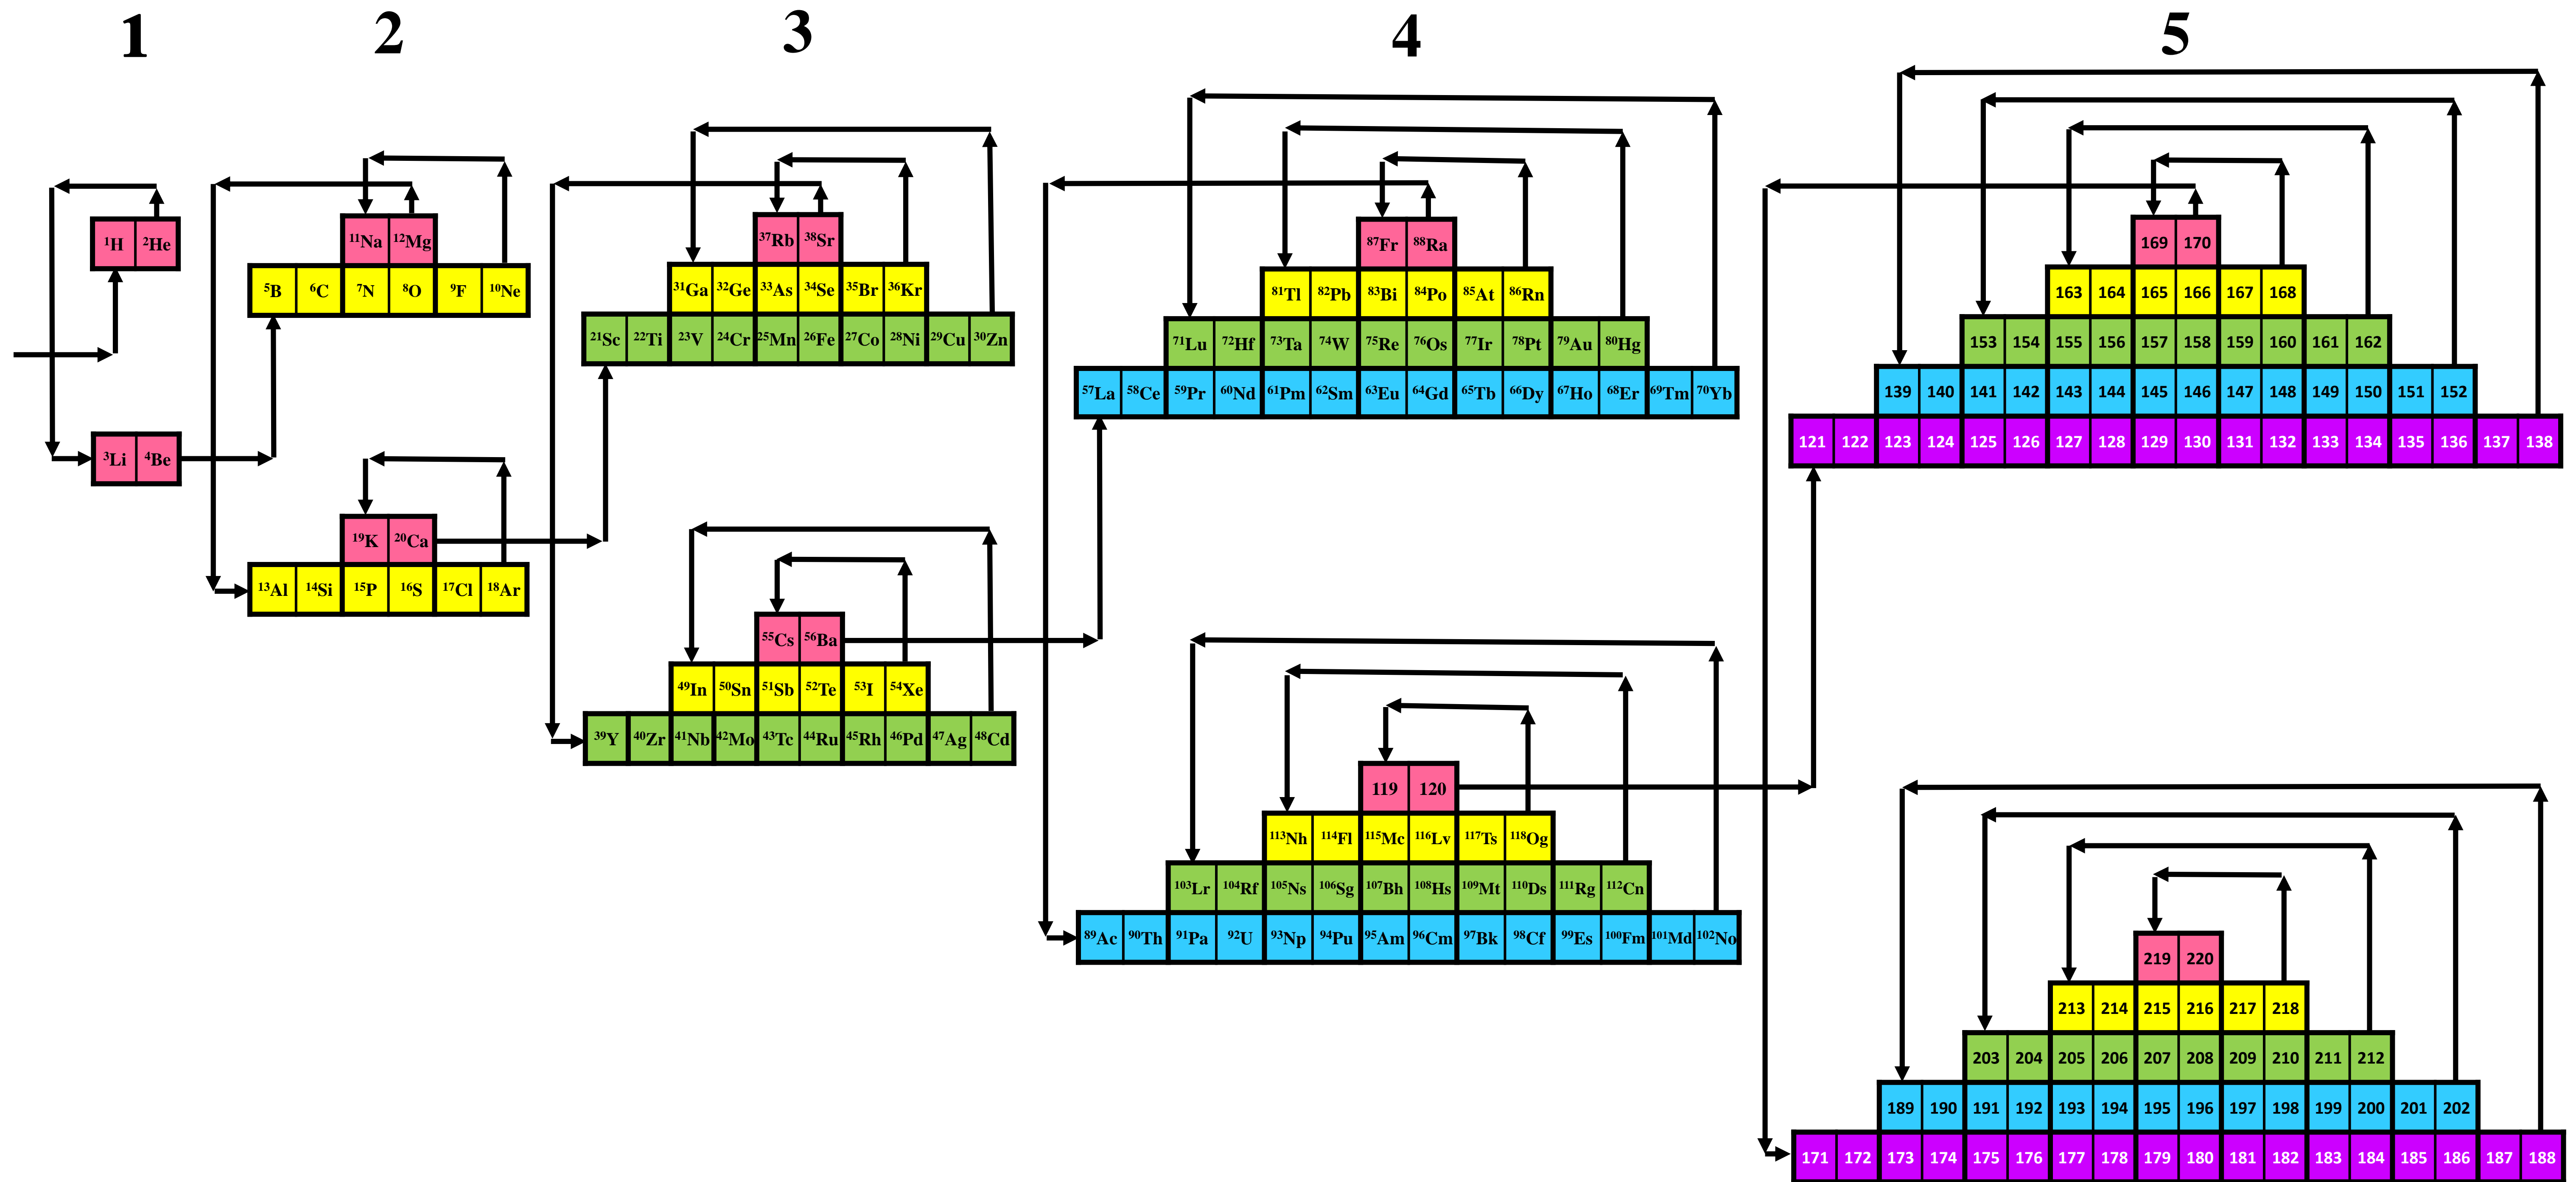 1 2 3 4 5
¹H ²He
³Li ⁴Be
¹¹Na ¹²Mg
⁵B ⁶C ⁷N ⁸O ⁹F ¹⁰Ne
¹⁹K ²⁰Ca
¹³Al ¹⁴Si ¹⁵P ¹⁶S ¹⁷Cl ¹⁸Ar
³⁷Rb ³⁸Sr
³¹Ga ³²Ge ³³As ³⁴Se ³⁵Br ³⁶Kr
²¹Sc ²²Ti ²³V ²⁴Cr ²⁵Mn ²⁶Fe ²⁷Co ²⁸Ni ²⁹Cu ³⁰Zn
⁵⁵Cs ⁵⁶Ba
⁴⁹In ⁵⁰Sn ⁵¹Sb ⁵²Te ⁵³I ⁵⁴Xe
³⁹Y ⁴⁰Zr ⁴¹Nb ⁴²Mo ⁴³Tc ⁴⁴Ru ⁴⁵Rh ⁴⁶Pd ⁴⁷Ag ⁴⁸Cd
⁸⁷Fr ⁸⁸Ra
⁸¹Tl ⁸²Pb ⁸³Bi ⁸⁴Po ⁸⁵At ⁸⁶Rn
⁷¹Lu ⁷²Hf ⁷³Ta ⁷⁴W ⁷⁵Re ⁷⁶Os ⁷⁷Ir ⁷⁸Pt ⁷⁹Au ⁸⁰Hg
⁵⁷La ⁵⁸Ce ⁵⁹Pr ⁶⁰Nd ⁶¹Pm ⁶²Sm ⁶³Eu ⁶⁴Gd ⁶⁵Tb ⁶⁶Dy ⁶⁷Ho ⁶⁸Er ⁶⁹Tm ⁷⁰Yb
119 120
¹¹³Nh ¹¹⁴Fl ¹¹⁵Mc ¹¹⁶Lv ¹¹⁷Ts ¹¹⁸Og
¹⁰³Lr ¹⁰⁴Rf ¹⁰⁵Ns ¹⁰⁶Sg ¹⁰⁷Bh ¹⁰⁸Hs ¹⁰⁹Mt ¹¹⁰Ds ¹¹¹Rg ¹¹²Cn
⁸⁹Ac ⁹⁰Th ⁹¹Pa ⁹²U ⁹³Np ⁹⁴Pu ⁹⁵Am ⁹⁶Cm ⁹⁷Bk ⁹⁸Cf ⁹⁹Es ¹⁰⁰Fm ¹⁰¹Md ¹⁰²No
169 170
163 164 165 166 167 168
153 154 155 156 157 158 159 160 161 162
139 140 141 142 143 144 145 146 147 148 149 150 151 152
121 122 123 124 125 126 127 128 129 130 131 132 133 134 135 136 137 138
219 220
213 214 215 216 217 218
203 204 205 206 207 208 209 210 211 212
189 190 191 192 193 194 195 196 197 198 199 200 201 202
171 172 173 174 175 176 177 178 179 180 181 182 183 184 185 186 187 188